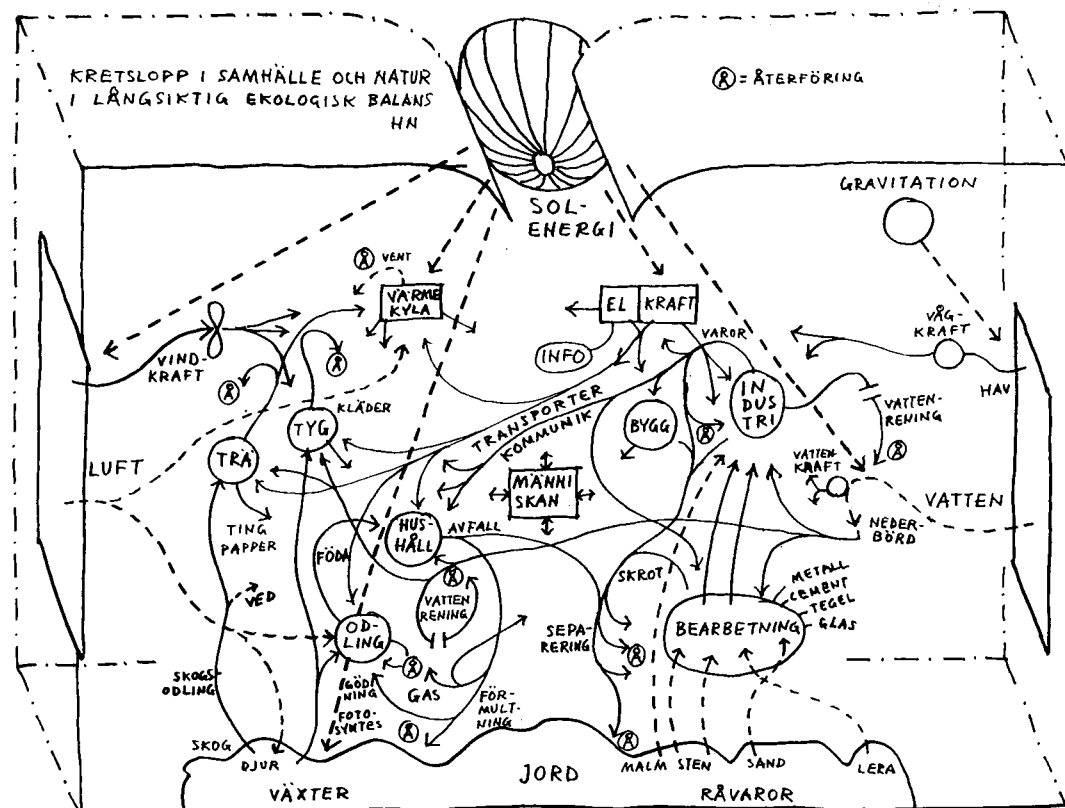 KRETSLOPP I SAMHÄLLE OCH NATUR
I LÅNGSIKTIG EKOLOGISK BALANS
HN
Å = ÅTERFÖRING
SOL-
ENERGI
GRAVITATION
Å VENT
VÄRME
KYLA
EL KRAFT
INFO
VAROR
VÅG-
KRAFT
HAV
VIND-
KRAFT
Å
Å
KLÄDER
TYG
TRÄ
LUFT
TRANSPORTER
KOMMUNIK
BYGG
Å
IN
DUS
TRI
VATTEN-
RENING
Å
VATTEN
KRAFT
VATTEN
NEDER-
BÖRD
MÄNNI
SKAN
TING
PAPPER
HUS-
HÅLL
AVFALL
FÖDA
Å
VATTEN
RENING
SKROT
METALL
CEMENT
TEGEL
GLAS
VED
OD-
LING
BEARBETNING
SEPA-
RERING
Å
Å
GAS
SKOGS-
ODLING
GÖD
NING
FÖR-
MULT-
NING
FOTO-
SYNTES
Å
Å
SKOG
DJUR
VÄXTER
JORD
MALM STEN SAND LERA
RÅVAROR